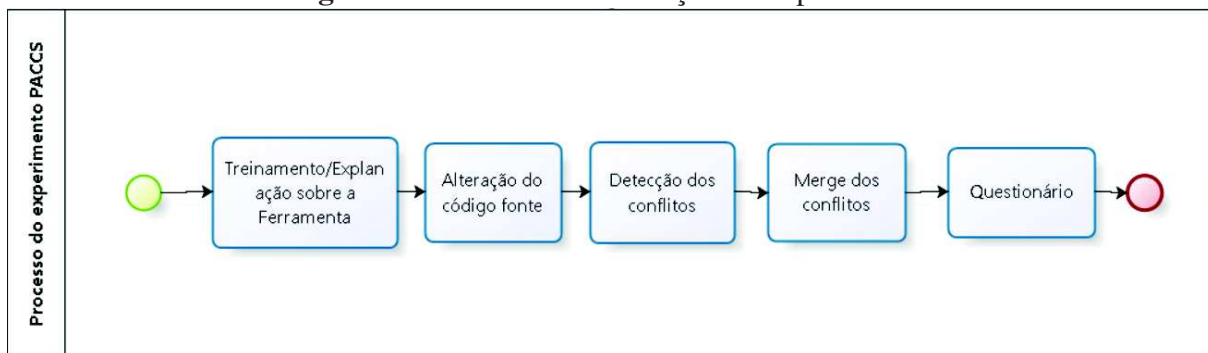 Processo do experimento PACCS
Treinamento/Explan
ação sobre a
Ferramenta
Alteração do
código fonte
Detecção dos
conflitos
Merge dos
conflitos
Questionário